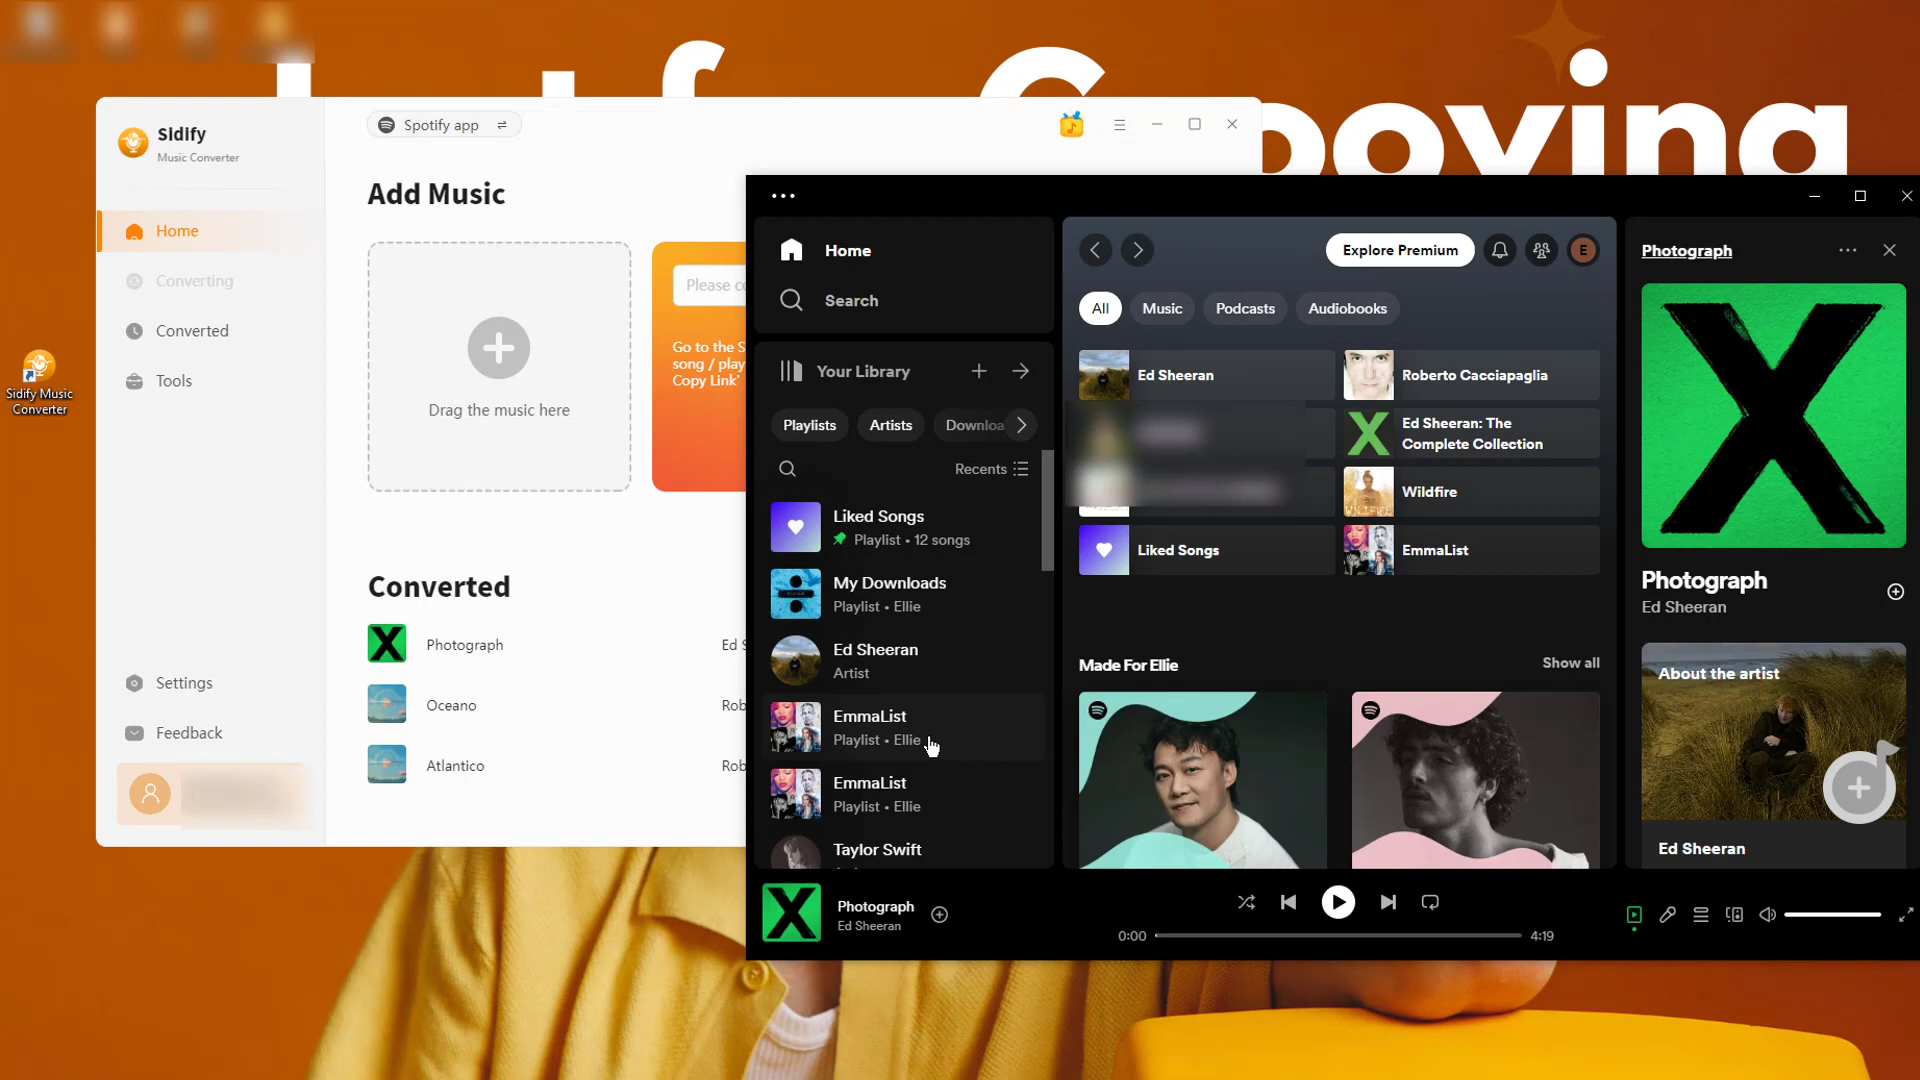 Sidify
Music Converter
Home
Converting
Converted
Tools
Settings
Feedback
Sidify Music
Converter
Spotify app
Add Music
Drag the music here
Please co
Go to the S
song / play
Copy Link'
Converted
Photograph
Ed S
Oceano
Rob
Atlantico
Rob
Home
Search
Your Library
Playlists
Artists
Downloa
Recents
Liked Songs
Playlist • 12 songs
My Downloads
Playlist • Ellie
Ed Sheeran
Artist
EmmaList
Playlist • Ellie
EmmaList
Playlist • Ellie
Taylor Swift
Explore Premium
E
All
Music
Podcasts
Audiobooks
Ed Sheeran
Roberto Cacciapaglia
Ed Sheeran: The
Complete Collection
Wildfire
Liked Songs
EmmaList
Made For Ellie
Show all
Photograph
Photograph
Ed Sheeran
About the artist
Ed Sheeran
Photograph
Ed Sheeran
0:00
4:19